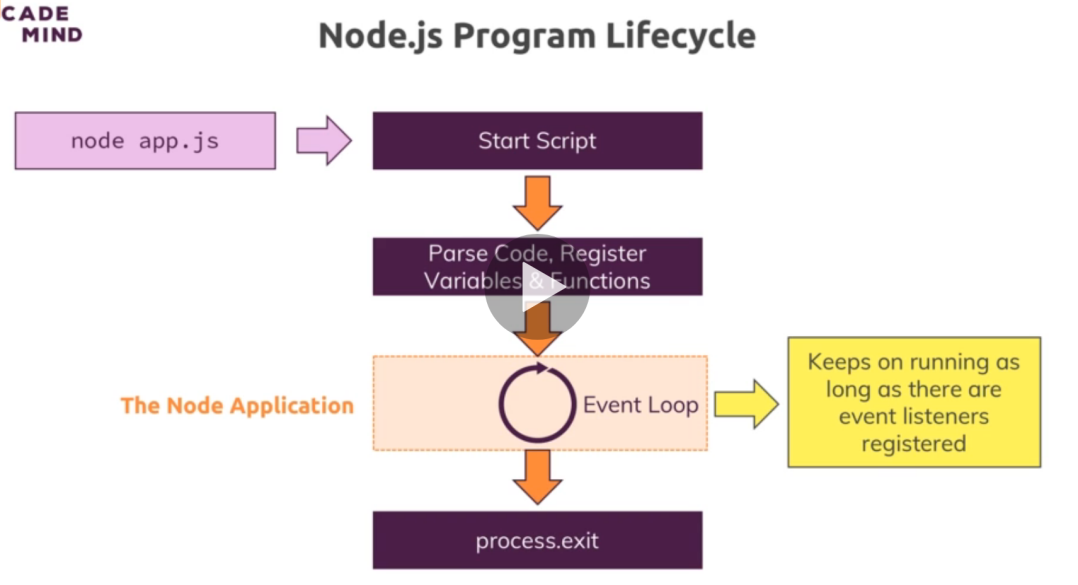 CADE
MIND
Node.js Program Lifecycle
node app.js
Start Script
Parse Code, Register
Variables & Functions
The Node Application
Event Loop
Keeps on running as
long as there are
event listeners
registered
process.exit